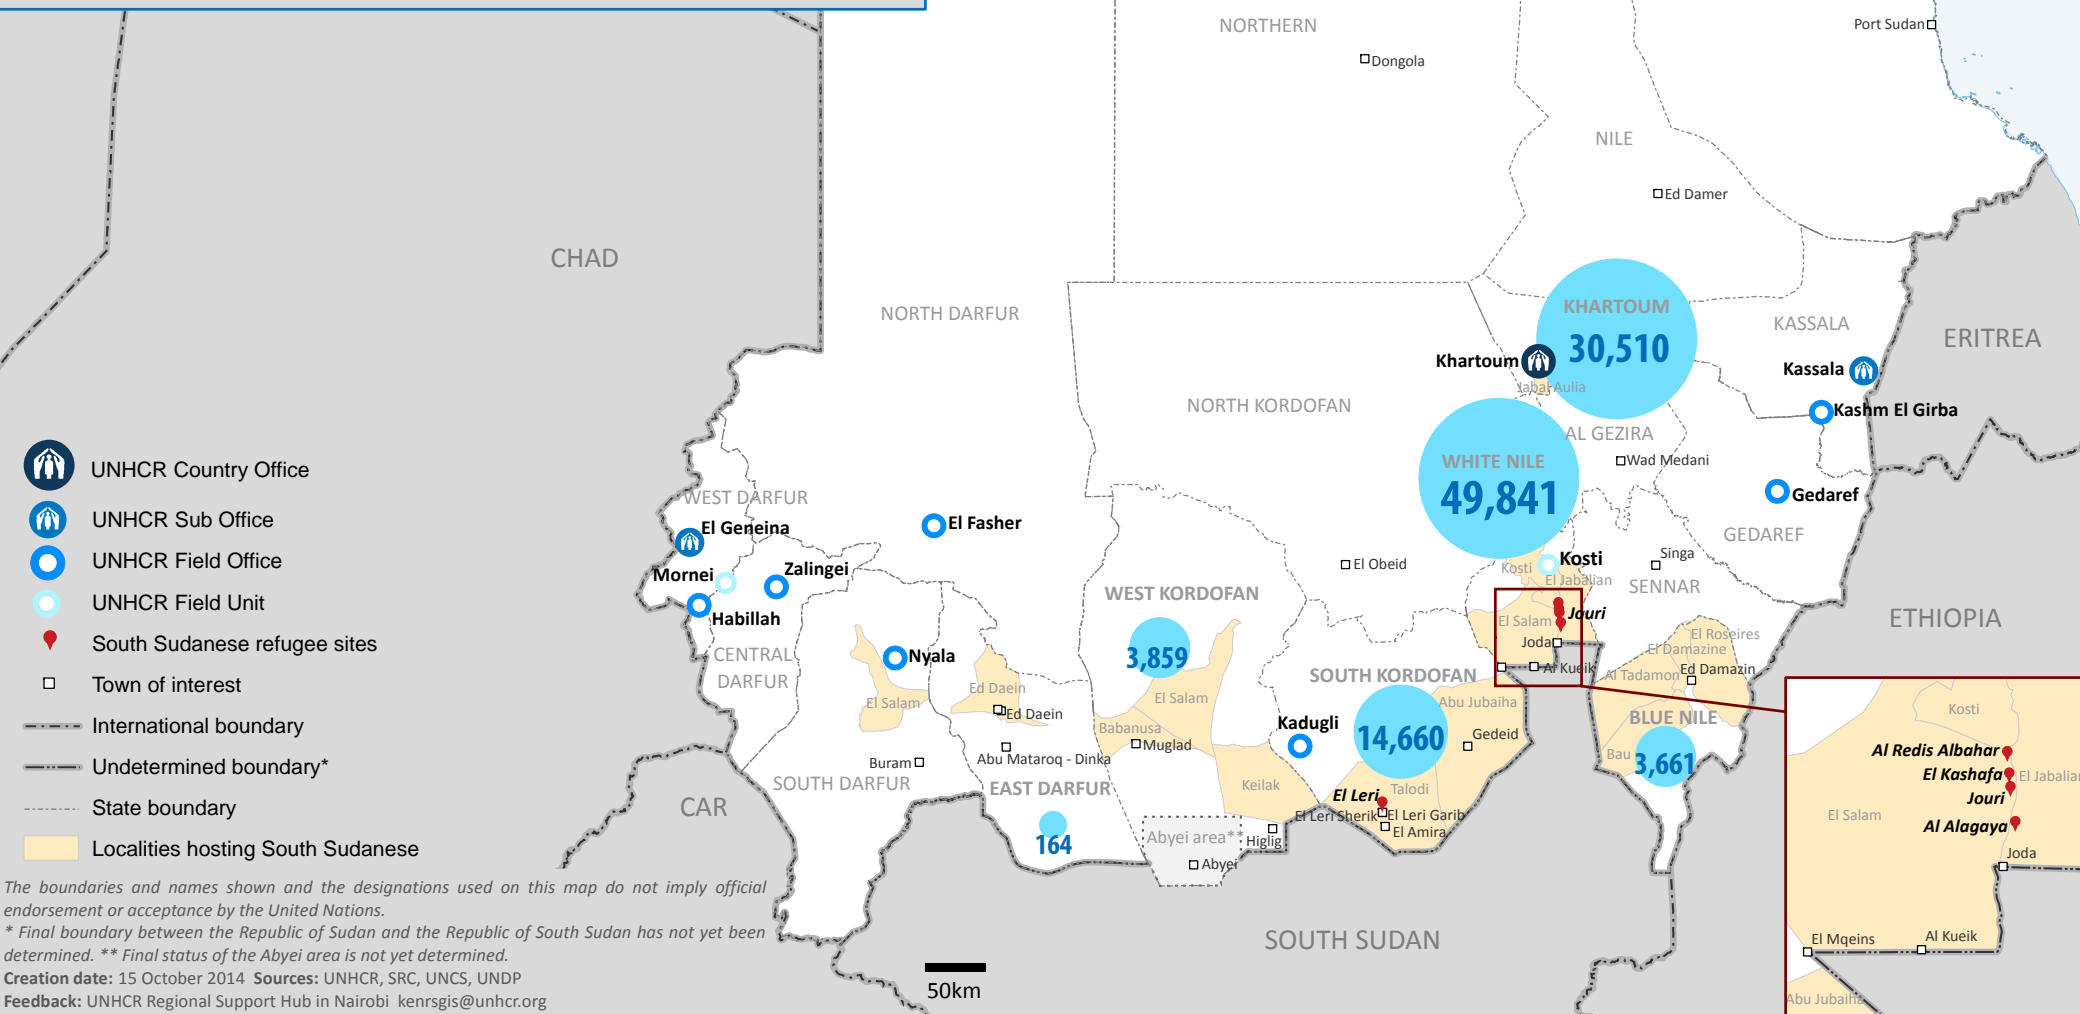 NORTHERN
Port Sudan
Dongola
NILE
Ed Damer
CHAD
NORTH DARFUR
KHARTOUM
30,510
KASSALA
ERITREA
Khartoum
Kassala
Jabal Aulia
NORTH KORDOFAN
Kashm El Girba
AL GEZIRA
WHITE NILE
49,841
Wad Medani
UNHCR Country Office
WEST DARFUR
Gedaref
UNHCR Sub Office
El Geneina
El Fasher
GEDAREF
UNHCR Field Office
Mornei
Zalingei
El Obeid
Kosti
Kosti
El Jabalian
Singa
SENNAR
UNHCR Field Unit
Habillah
WEST KORDOFAN
El Salam
Jouri
ETHIOPIA
South Sudanese refugee sites
CENTRAL
DARFUR
Nyala
3,859
Joda
El Roseires
El Damazine
Al Kueik
Al Tadamon
Ed Damazin
Town of interest
El Salam
Ed Daein
Ed Daein
El Salam
SOUTH KORDOFAN
Abu Jubaiha
International boundary
Babanusa
Muglad
Kadugli
14,660
Gedeid
BLUE NILE
Bau
3,661
Kosti
Undetermined boundary*
Buram
Abu Mataroq - Dinka
Al Redis Albahar
El Kashafa
El Jabalian
Jouri
State boundary
CAR
SOUTH DARFUR
EAST DARFUR
Keilak
El Leri
Talodi
El Leri Sherik
El Leri Garib
El Amira
El Salam
Al Alagaya
Localities hosting South Sudanese
164
Abyei area**
Higlig
Abyei
Joda
The boundaries and names shown and the designations used on this map do not imply official
endorsement or acceptance by the United Nations.
* Final boundary between the Republic of Sudan and the Republic of South Sudan has not yet been
determined. ** Final status of the Abyei area is not yet determined.
Creation date: 15 October 2014 Sources: UNHCR, SRC, UNCS, UNDP
Feedback: UNHCR Regional Support Hub in Nairobi kenrsgis@unhcr.org
50km
SOUTH SUDAN
El Mqeins
Al Kueik
Abu Jubaiha